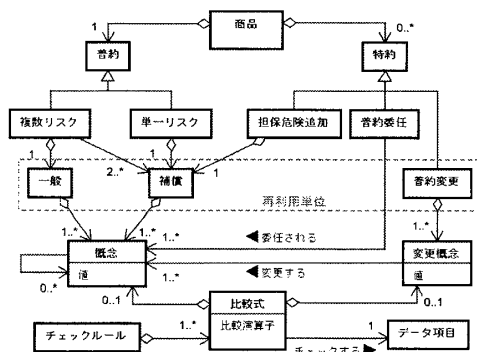 商品
1
0..*
普約
特約
複数リスク
単一リスク
担保危険追加
普約委任
1
2..*
1
1
一般
補償
普約変更
再利用単位
1..*
1..*
1..*
◀委任される
1..*
概念
値
1..*
◀変更する
変更概念
値
0..*
0..1
0..1
比較式
比較演算子
チェックルール
1..*
1
データ項目
チェックする▶